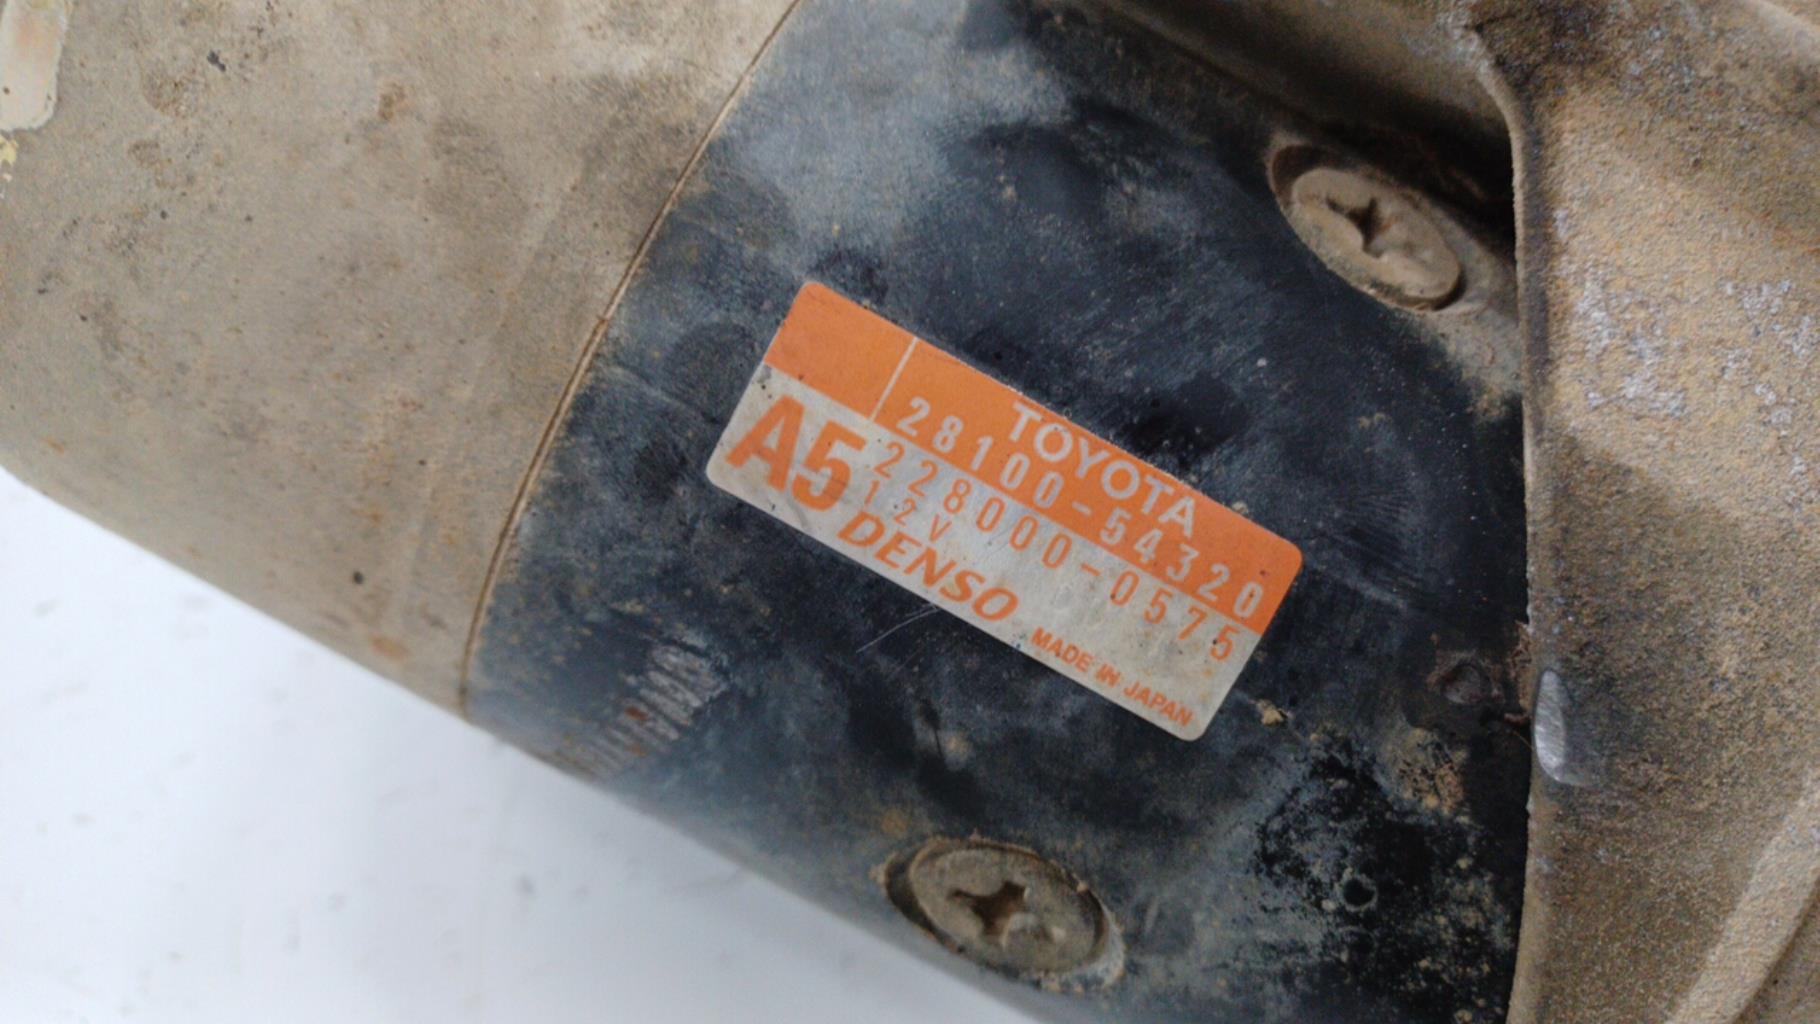 TOYOTA
28100-54320
A5 228000-0575
12V
DENSO
MADE IN JAPAN